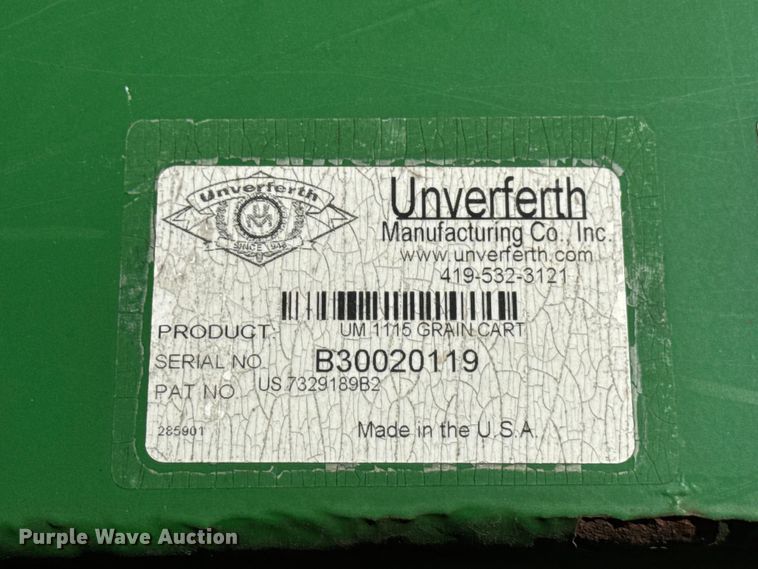 Unverferth
U
M
SINCE 1948
Unverferth
Manufacturing Co., Inc.
www.unverferth.com
419-532-3121
PRODUCT: UM 1115 GRAIN CART
SERIAL NO. B30020119
PAT NO. US 7329189B2
285901
Made in the U.S.A.
Purple Wave Auction